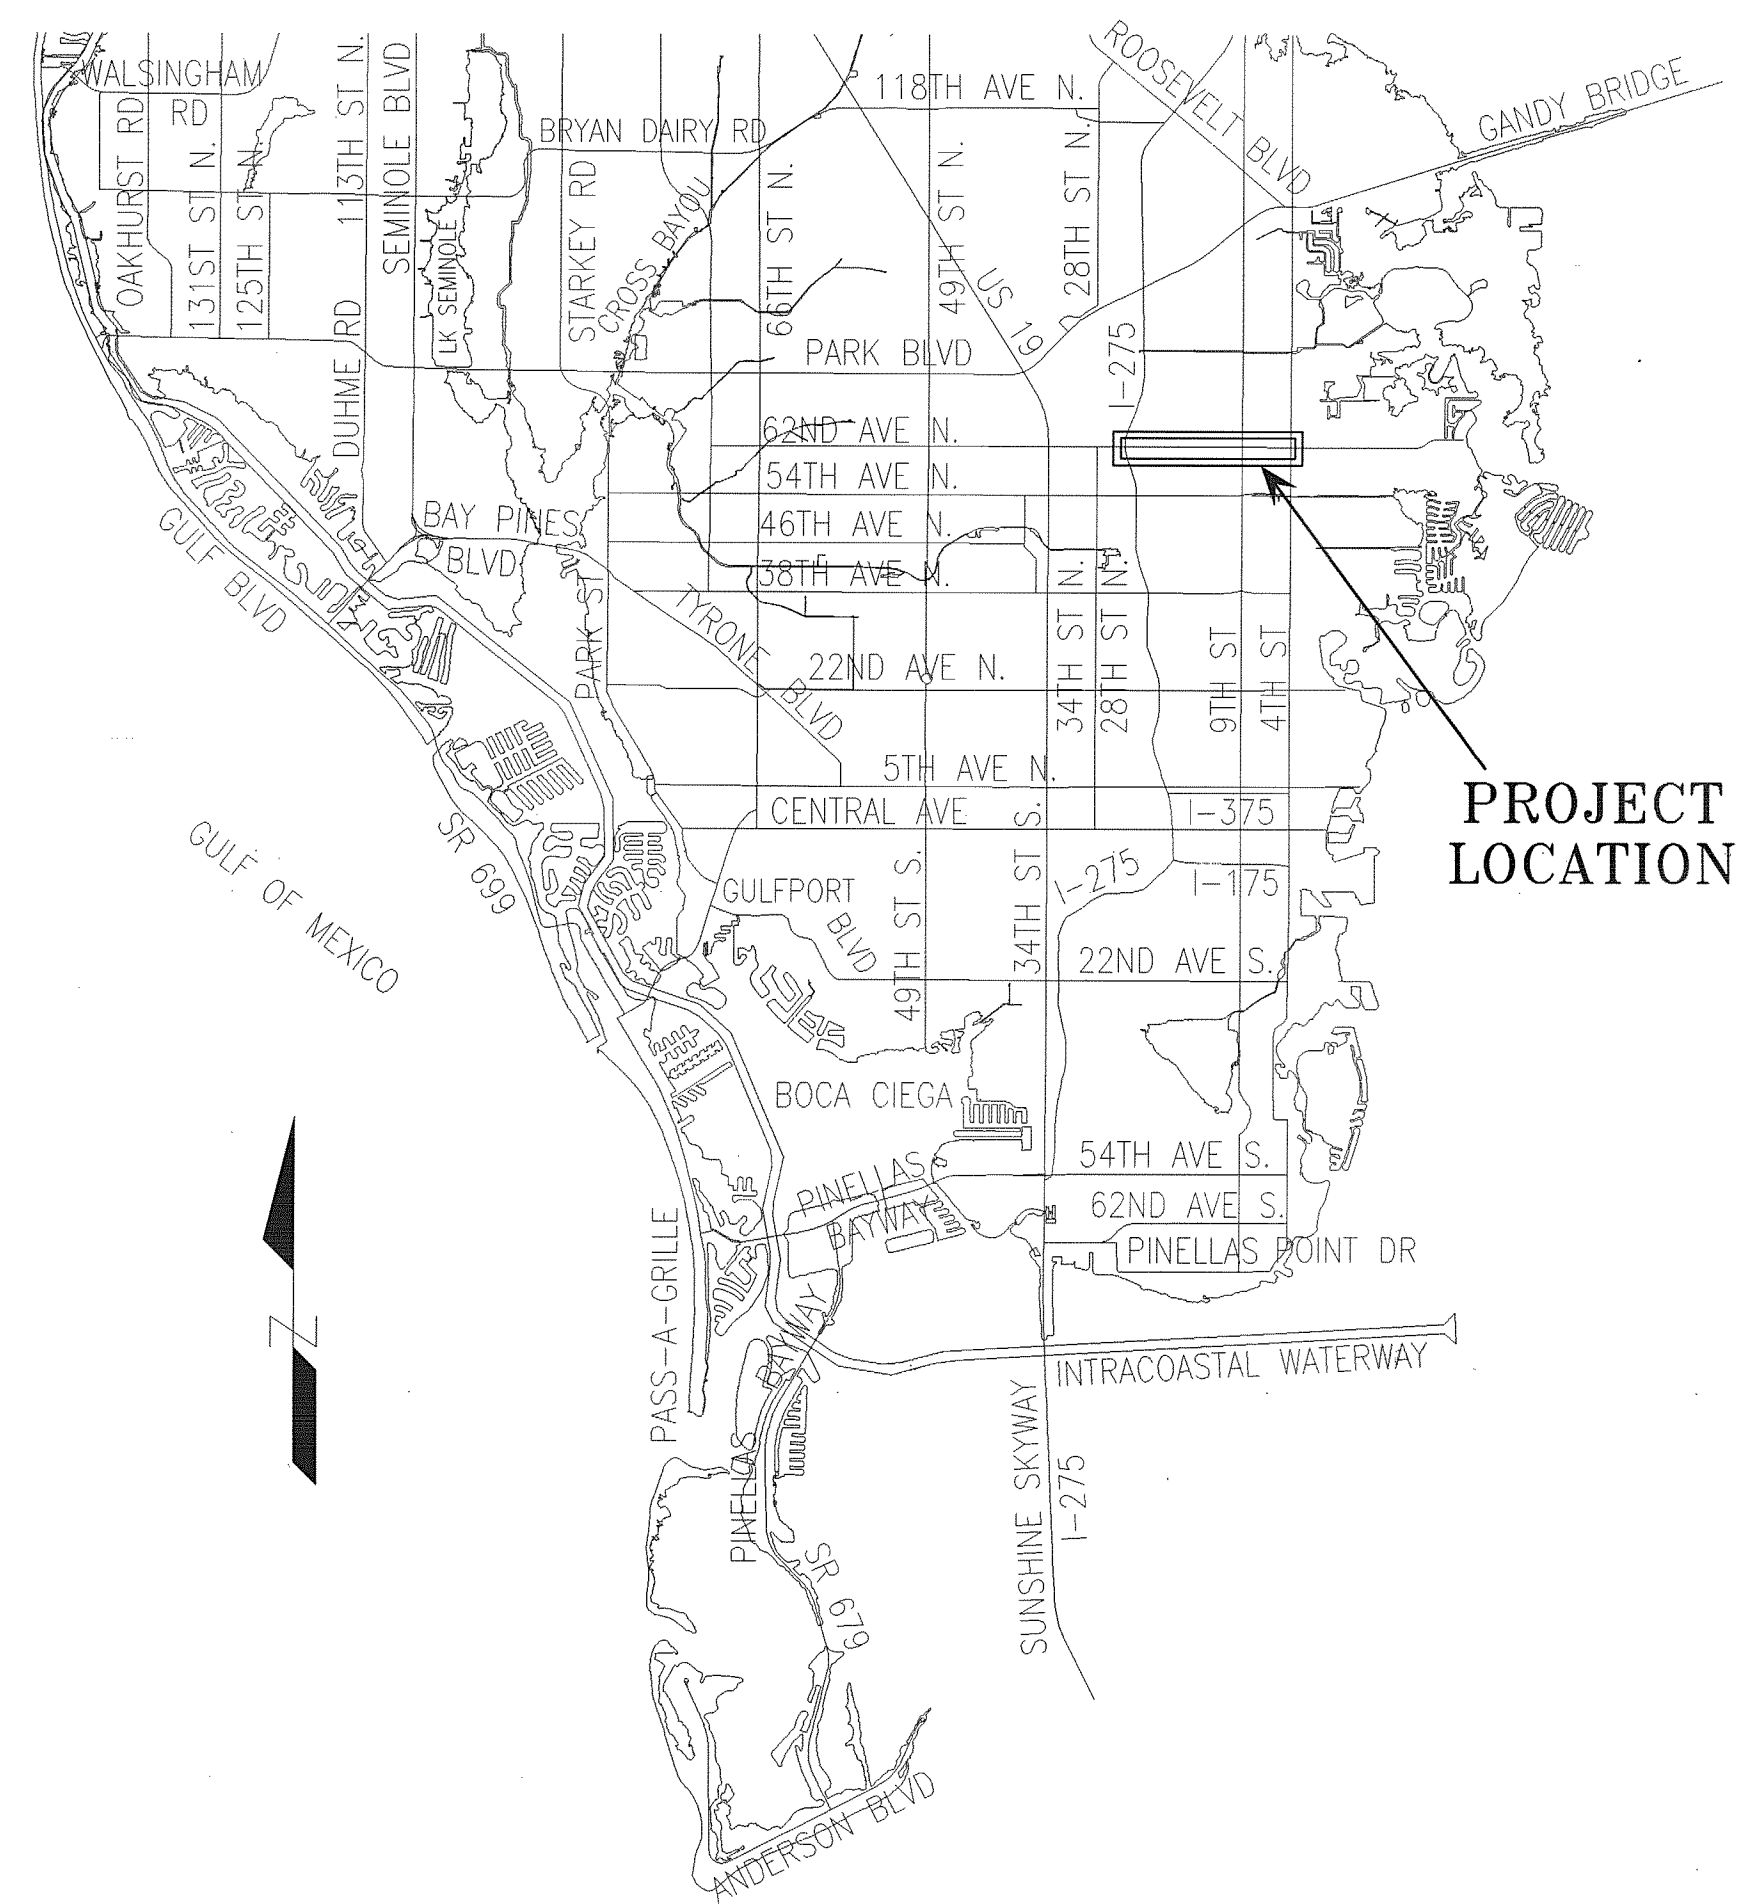 WALSINGHAM
RD
OAKHURST RD
131ST ST N.
125TH ST N.
113TH ST N.
SEMINOLE BLVD
LK SEMINOLE
DUHME RD
BRYAN DAIRY RD
STARKEY RD
CROSS BAYOU
66TH ST N.
118TH AVE N.
49TH ST N.
28TH ST N.
US 19
ROOSEVELT BLVD
GANDY BRIDGE
PARK BLVD
I-275
62ND AVE N.
54TH AVE N.
46TH AVE N.
38TH AVE N.
BAY PINES
BLVD
GULF BLVD
PARK ST
TYRONE BLVD
22ND AVE N.
34TH ST N.
28TH ST N.
9TH ST
4TH ST
5TH AVE N.
CENTRAL AVE
I-375
PROJECT
LOCATION
GULF OF MEXICO
SR 699
GULFPORT
BLVD
49TH ST S.
34TH ST S.
I-275
I-175
22ND AVE S.
BOCA CIEGA
54TH AVE S.
62ND AVE S.
PINELLAS POINT DR
PINELLAS
BAYWAY
PASS-A-GRILLE
N
PINELLAS BAYWAY
INTRACOASTAL WATERWAY
SUNSHINE SKYWAY
I-275
SR 679
ANDERSON BLVD